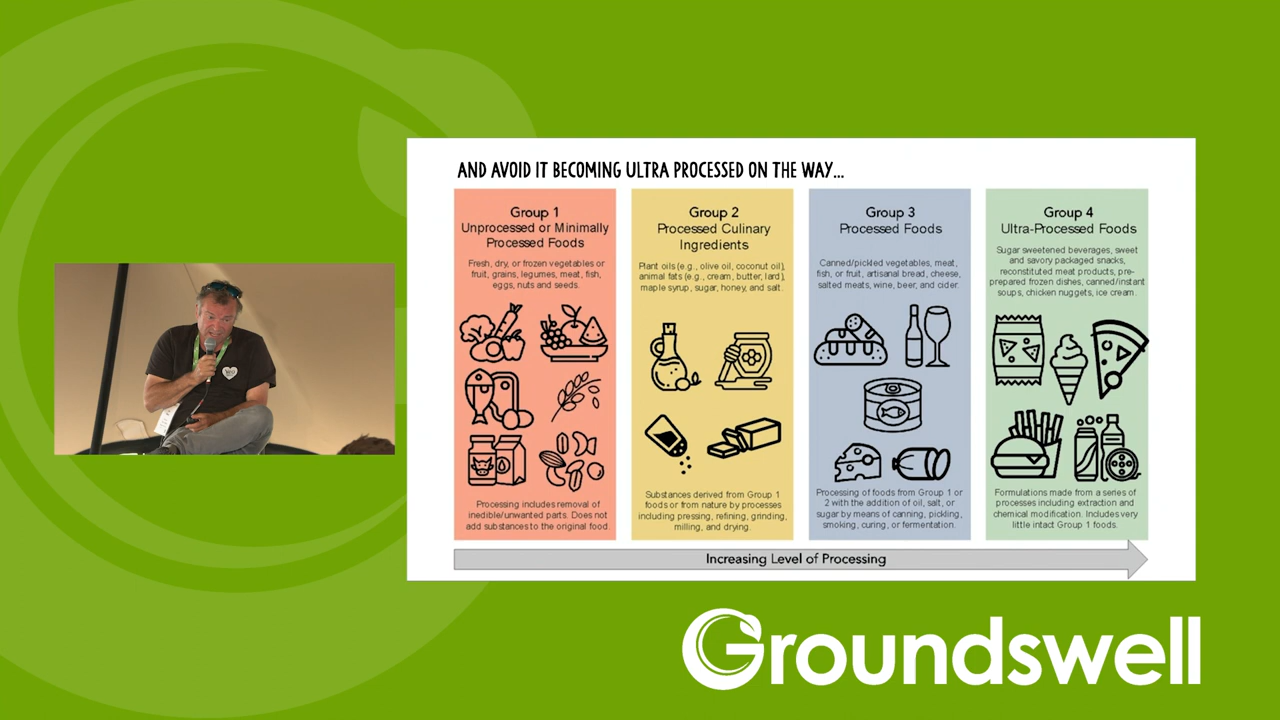 AND AVOID IT BECOMING ULTRA PROCESSED ON THE WAY...
Group 1
Unprocessed or Minimally
Processed Foods
Fresh, dry, or frozen vegetables or
fruit, grains, legumes, meat, fish,
eggs, nuts and seeds.
Processing includes removal of
inedible/unwanted parts. Does not
add substances to the original food.
Group 2
Processed Culinary
Ingredients
Plant oils (e.g., olive oil, coconut oil),
animal fats (e.g., cream, butter, lard),
maple syrup, sugar, honey, and salt.
Substances derived from Group 1
foods or from nature by processes
including pressing, refining, grinding,
milling, and drying.
Group 3
Processed Foods
Canned/pickled vegetables, meat,
fish, or fruit, artisanal bread, cheese,
salted meats, wine, beer, and cider.
Processing of foods from Group 1 or
2 with the addition of oil, salt, or
sugar by means of canning, pickling,
smoking, curing, or fermentation.
Group 4
Ultra-Processed Foods
Sugar sweetened beverages, sweet
and savory packaged snacks,
reconstituted meat products, pre-
prepared frozen dishes, canned/instant
soups, chicken nuggets, ice cream.
Formulations made from a series of
processes including extraction and
chemical modification. Includes very
little intact Group 1 foods.
Increasing Level of Processing
Groundswell